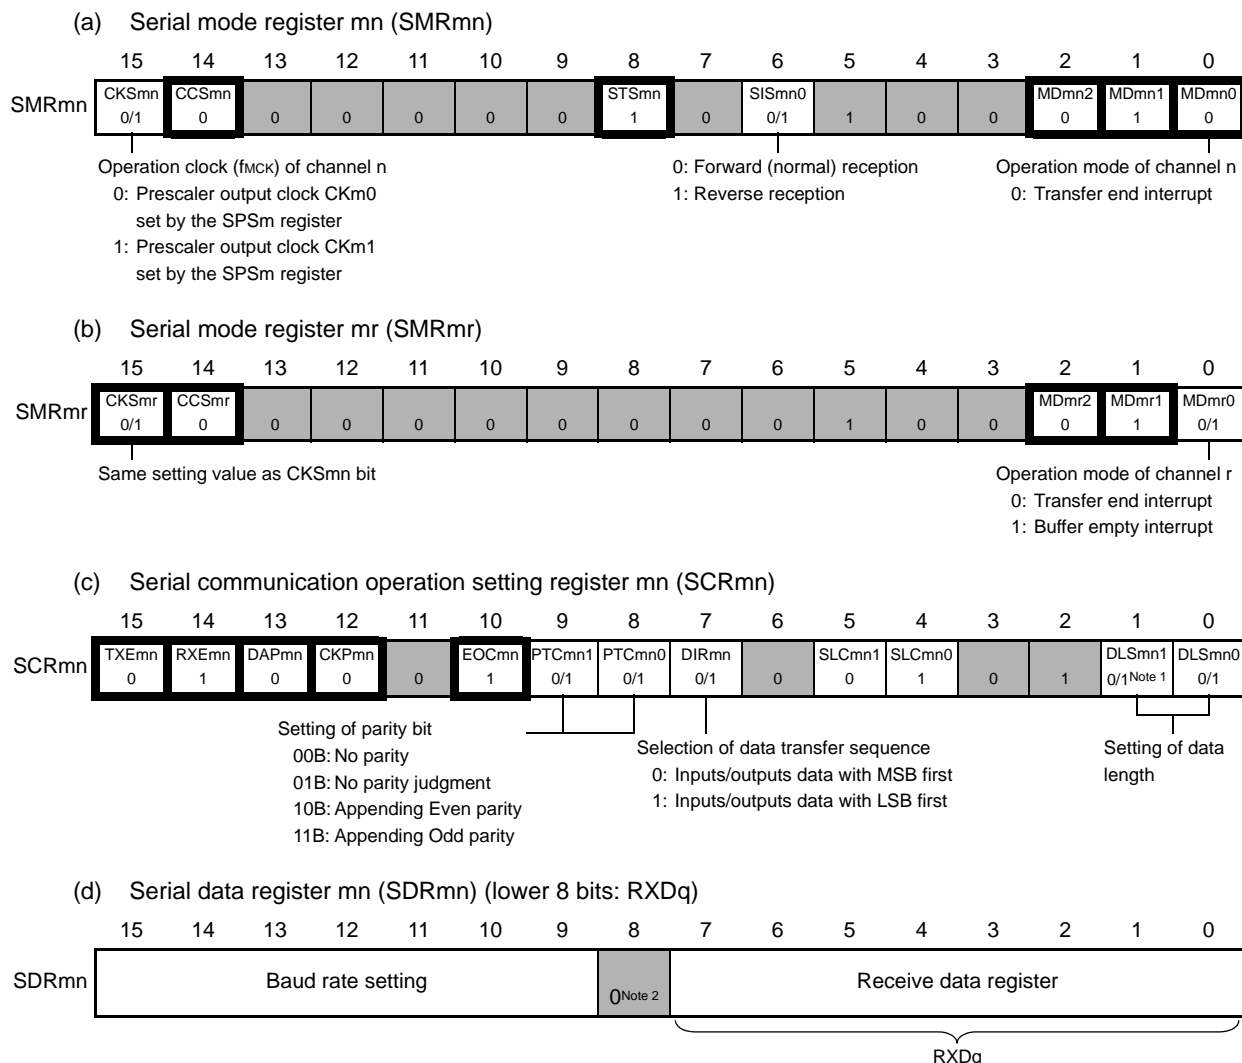 (a) Serial mode register mn (SMRmn)
15 14 13 12 11 10 9 8 7 6 5 4 3 2 1 0
SMRmn
CKSmn CCSmn STSmn SISmn0 MDmn2 MDmn1 MDmn0
0/1 0 0 0 0 0 0 1 0 0/1 1 0 0 0 1 0
Operation clock (fMCK) of channel n
0: Prescaler output clock CKm0
set by the SPSm register
1: Prescaler output clock CKm1
set by the SPSm register
0: Forward (normal) reception
1: Reverse reception
Operation mode of channel n
0: Transfer end interrupt
(b) Serial mode register mr (SMRmr)
15 14 13 12 11 10 9 8 7 6 5 4 3 2 1 0
SMRmr
CKSmr CCSmr MDmr2 MDmr1 MDmr0
0/1 0 0 0 0 0 0 0 0 0 1 0 0 0 1 0/1
Same setting value as CKSmn bit
Operation mode of channel r
0: Transfer end interrupt
1: Buffer empty interrupt
(c) Serial communication operation setting register mn (SCRmn)
15 14 13 12 11 10 9 8 7 6 5 4 3 2 1 0
SCRmn
TXEmn RXEmn DAPmn CKPmn EOCmn PTCmn1 PTCmn0 DIRmn SLCmn1 SLCmn0 DLSmn1 DLSmn0
0 1 0 0 0 1 0/1 0/1 0/1 0 0 1 0 1 0/1Note 1 0/1
Setting of parity bit
00B: No parity
01B: No parity judgment
10B: Appending Even parity
11B: Appending Odd parity
Selection of data transfer sequence
0: Inputs/outputs data with MSB first
1: Inputs/outputs data with LSB first
Setting of data
length
(d) Serial data register mn (SDRmn) (lower 8 bits: RXDq)
15 14 13 12 11 10 9 8 7 6 5 4 3 2 1 0
SDRmn
Baud rate setting
0Note 2
Receive data register
RXDq